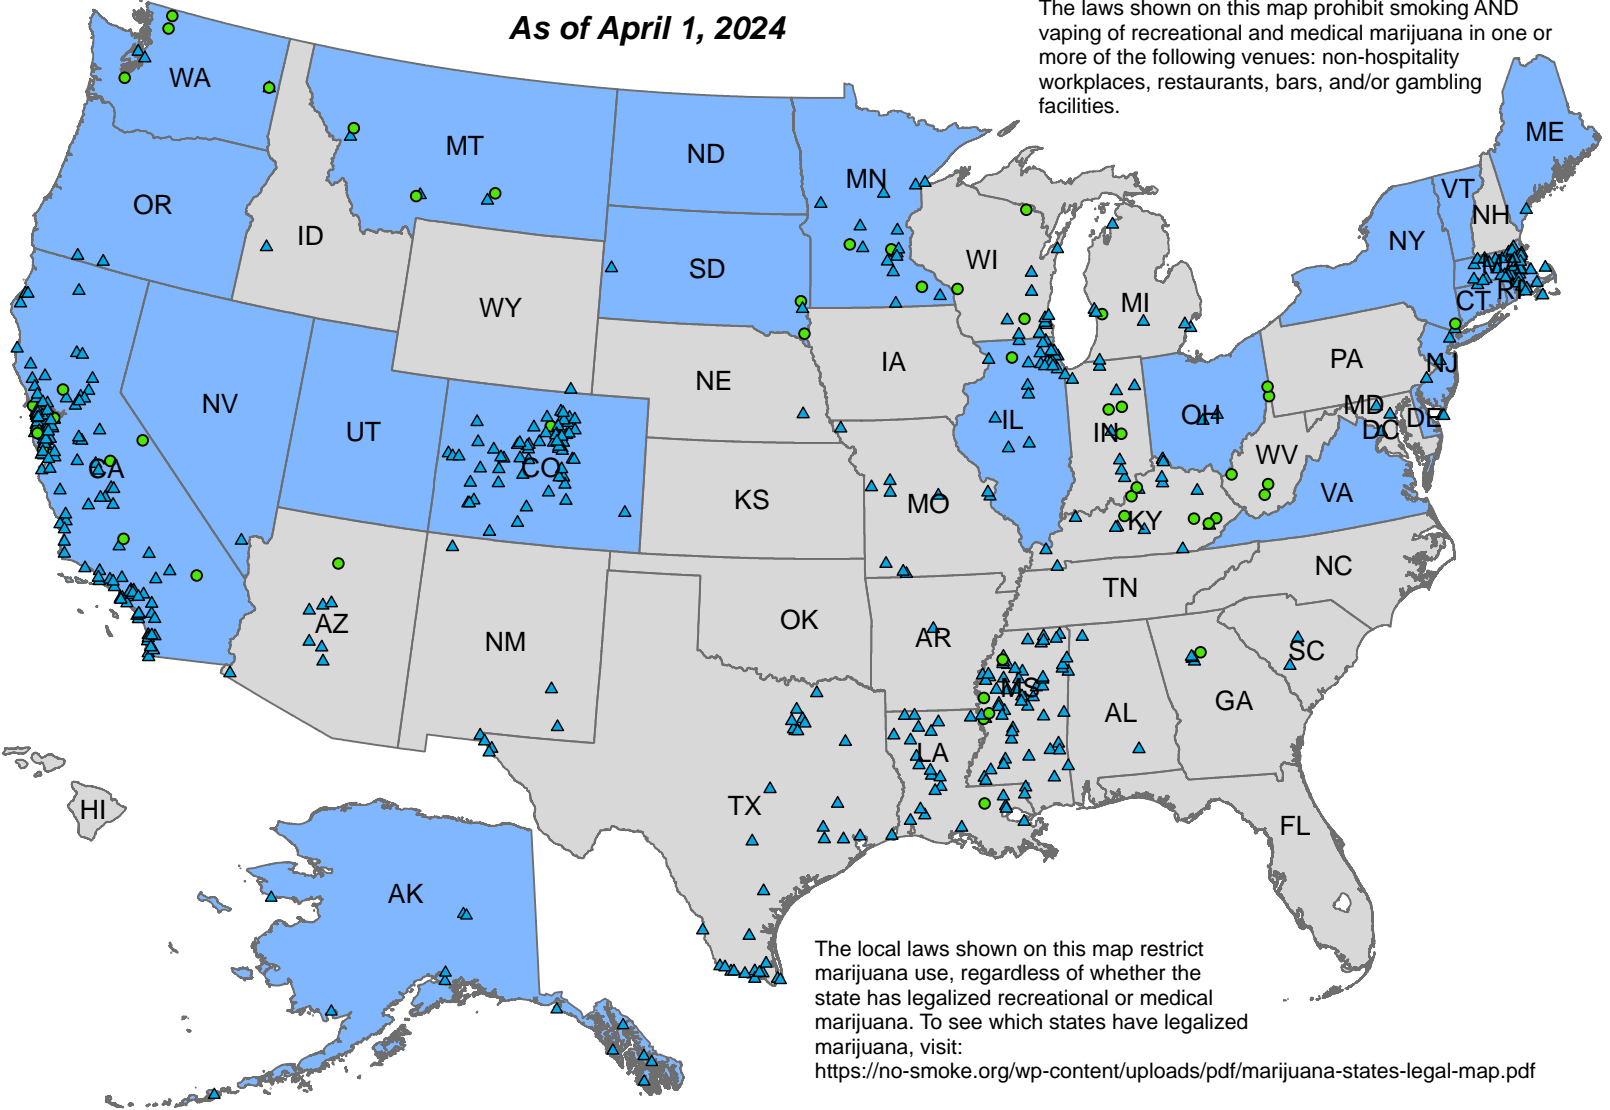 As of April 1, 2024
The laws shown on this map prohibit smoking AND
vaping of recreational and medical marijuana in one or
more of the following venues: non-hospitality
workplaces, restaurants, bars, and/or gambling
facilities.
WA
MT
ND
MN
ME
OR
ID
SD
WI
MI
NY
VT
NH
MA
CT
RI
WY
IA
NE
PA
NJ
NV
UT
CO
CA
IL
IN
OH
MD
DE
DC
WV
VA
KS
MO
KY
NC
TN
AZ
NM
OK
AR
SC
MS
AL
GA
LA
TX
FL
HI
AK
The local laws shown on this map restrict
marijuana use, regardless of whether the
state has legalized recreational or medical
marijuana. To see which states have legalized
marijuana, visit:
https://no-smoke.org/wp-content/uploads/pdf/marijuana-states-legal-map.pdf